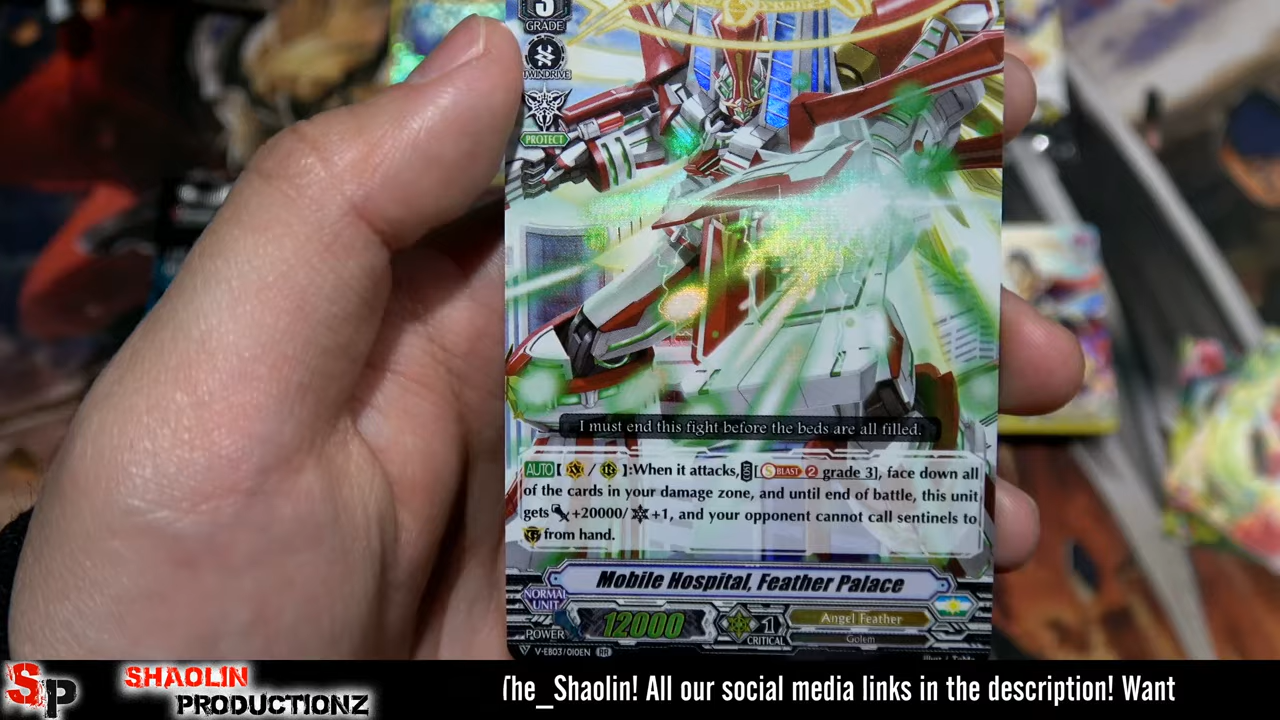 3
GRADE
TWINDRIVE
PROTECT
I must end this fight before the beds are all filled.
AUTO【 / 】:When it attacks, COST [S BLAST 2 grade 3], face down all
of the cards in your damage zone, and until end of battle, this unit
gets +20000/ +1, and your opponent cannot call sentinels to
G from hand.
Mobile Hospital, Feather Palace
NORMAL
UNIT
POWER 12000 1
CRITICAL
Angel Feather
Golem
V-EB03/010EN RR
SP SHAOLIN
PRODUCTIONZ
The_Shaolin! All our social media links in the description! Want